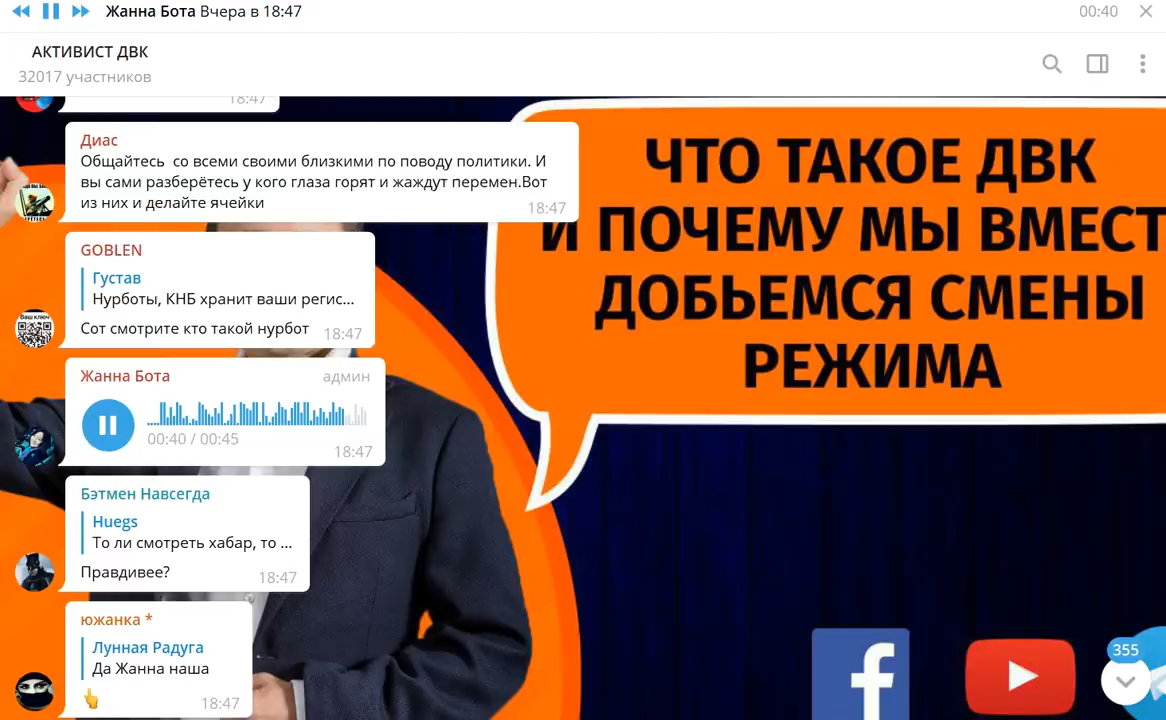 Жанна Бота Вчера в 18:47
00:40
АКТИВИСТ ДВК
32017 участников
18:47
Диас
Общайтесь со всеми своими близкими по поводу политики. И
вы сами разберётесь у кого глаза горят и жаждут перемен.Вот
из них и делайте ячейки
18:47
GOBLEN
Густав
Нурботы, КНБ хранит ваши регис...
Сот смотрите кто такой нурбот
18:47
Ваш ключ
Жанна Бота
админ
00:40 / 00:45
18:47
Бэтмен Навсегда
Huegs
То ли смотреть хабар, то ...
Правдивее?
18:47
южанка *
Лунная Радуга
Да Жанна наша
👆
18:47
ЧТО ТАКОЕ ДВК
И ПОЧЕМУ МЫ ВМЕСТ
ДОБЬЕМСЯ СМЕНЫ
РЕЖИМА
f
355